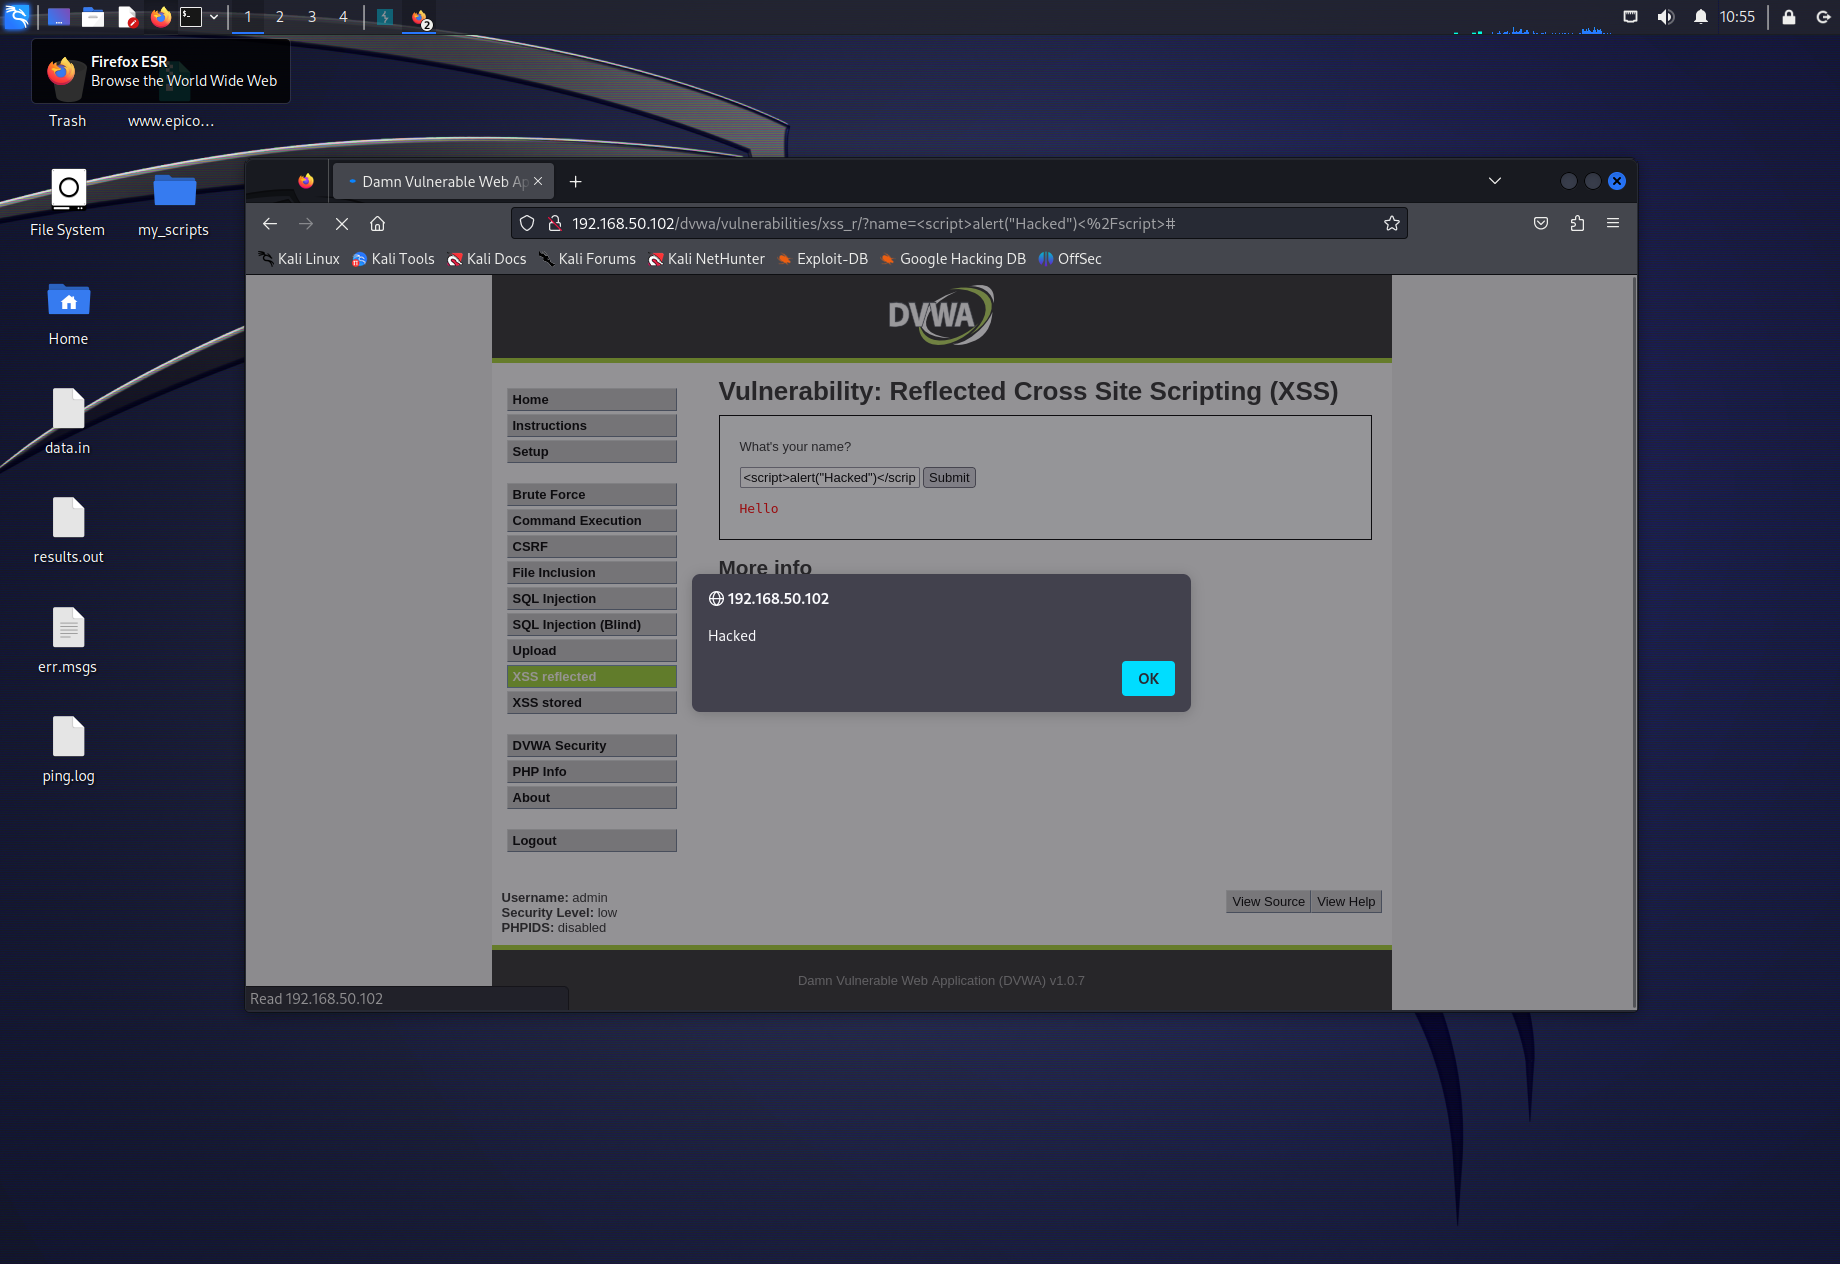 1 2 3 4
2
10:55
Firefox ESR
Browse the World Wide Web
Trash
www.epico...
File System
my_scripts
Home
data.in
results.out
err.msgs
ping.log
Damn Vulnerable Web Ap
192.168.50.102/dvwa/vulnerabilities/xss_r/?name=<script>alert("Hacked")<%2Fscript>#
Kali Linux Kali Tools Kali Docs Kali Forums Kali NetHunter Exploit-DB Google Hacking DB OffSec
DVWA
Home
Instructions
Setup
Brute Force
Command Execution
CSRF
File Inclusion
SQL Injection
SQL Injection (Blind)
Upload
XSS reflected
XSS stored
DVWA Security
PHP Info
About
Logout
Vulnerability: Reflected Cross Site Scripting (XSS)
What's your name?
<script>alert("Hacked")</scrip Submit
Hello
More info
192.168.50.102
Hacked
OK
Username: admin
Security Level: low
PHPIDS: disabled
View Source View Help
Damn Vulnerable Web Application (DVWA) v1.0.7
Read 192.168.50.102